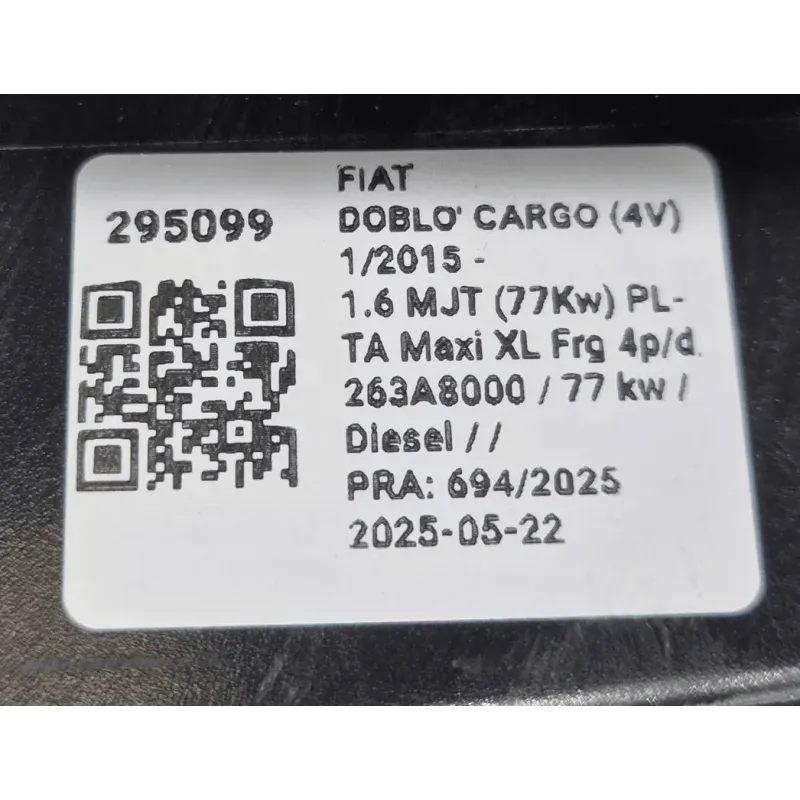 295099
FIAT
DOBLO' CARGO (4V)
1/2015 -
1.6 MJT (77Kw) PL-
TA Maxi XL Frg 4p/d.
263A8000 / 77 kw /
Diesel / /
PRA: 694/2025
2025-05-22